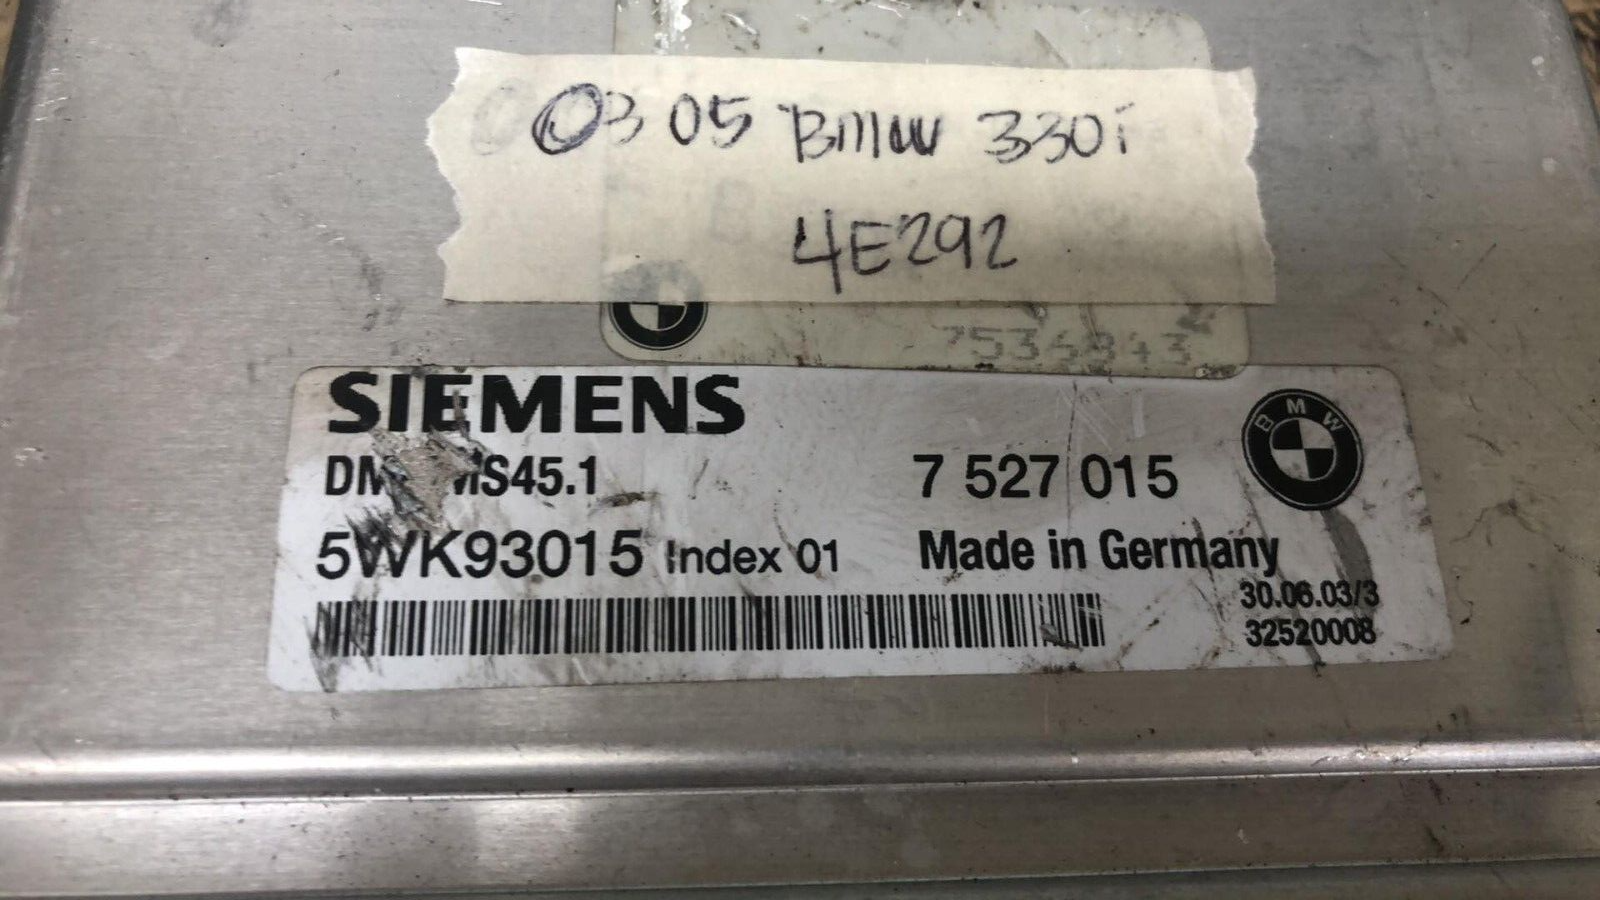 03 05 BMW 330i
4E292
SIEMENS
MS45.1
7 527 015
BMW
5WK93015 Index 01
Made in Germany
30.06.03/3
32520008